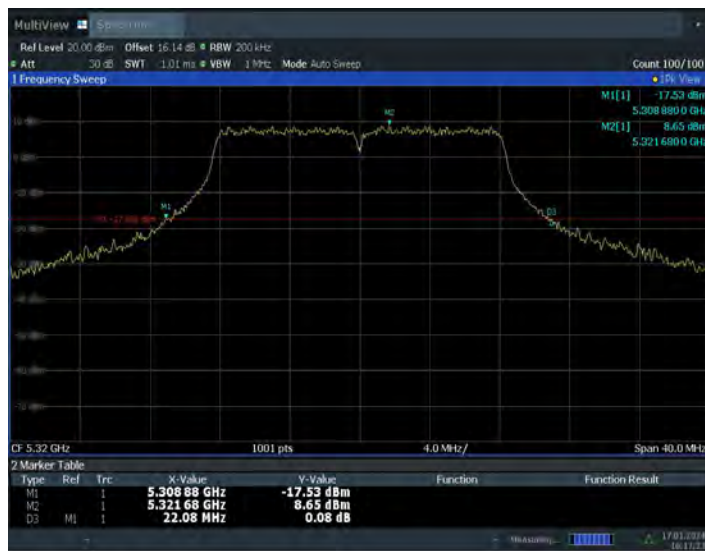 MultiView Spectrum
Ref Level 20.00 dBm Offset 16.14 dB RBW 200 kHz
Att 30 dB SWT 1.01 ms VBW 1 MHz Mode Auto Sweep Count 100/100
1 Frequency Sweep 1Pk View
M1[1] -17.53 dBm
5.308 880 0 GHz
M2[1] 8.65 dBm
5.321 680 0 GHz
M2
M1
D3
CF 5.32 GHz 1001 pts 4.0 MHz/ Span 40.0 MHz
2 Marker Table
Type Ref Trc X-Value Y-Value Function Function Result
M1 1 5.308 88 GHz -17.53 dBm
M2 1 5.321 68 GHz 8.65 dBm
D3 M1 1 22.08 MHz 0.08 dB
Measuring...